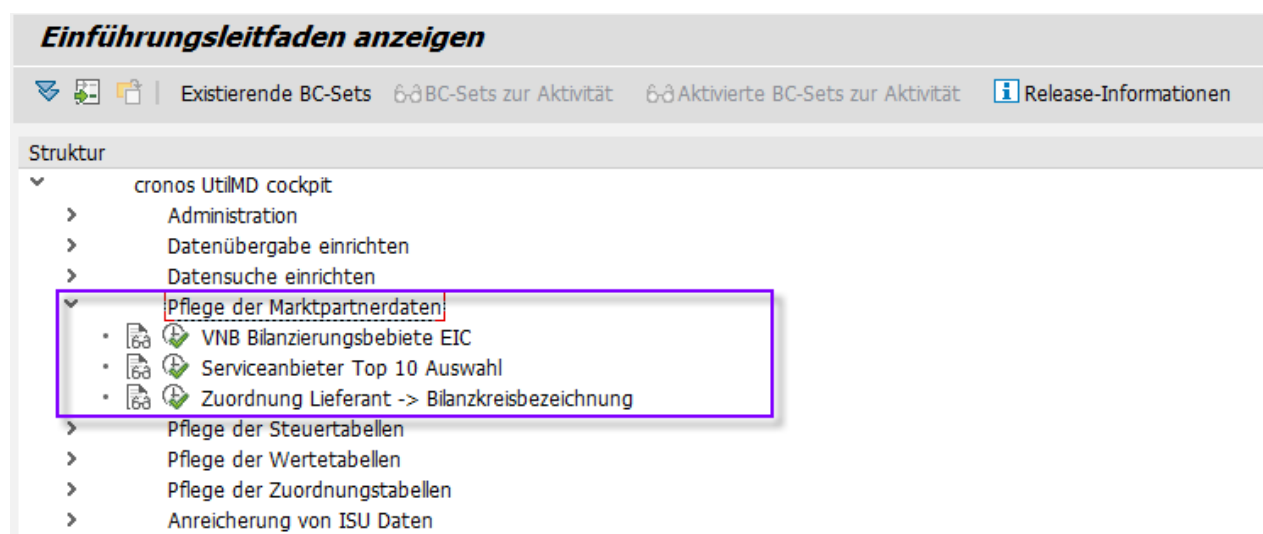 Einführungsleitfaden anzeigen
Existierende BC-Sets BC-Sets zur Aktivität Aktivierte BC-Sets zur Aktivität Release-Informationen
Struktur
cronos UtilMD cockpit
Administration
Datenübergabe einrichten
Datensuche einrichten
Pflege der Marktpartnerdaten
VNB Bilanzierungsbebiete EIC
Serviceanbieter Top 10 Auswahl
Zuordnung Lieferant -> Bilanzkreisbezeichnung
Pflege der Steuertabellen
Pflege der Wertetabellen
Pflege der Zuordnungstabellen
Anreicherung von ISU Daten